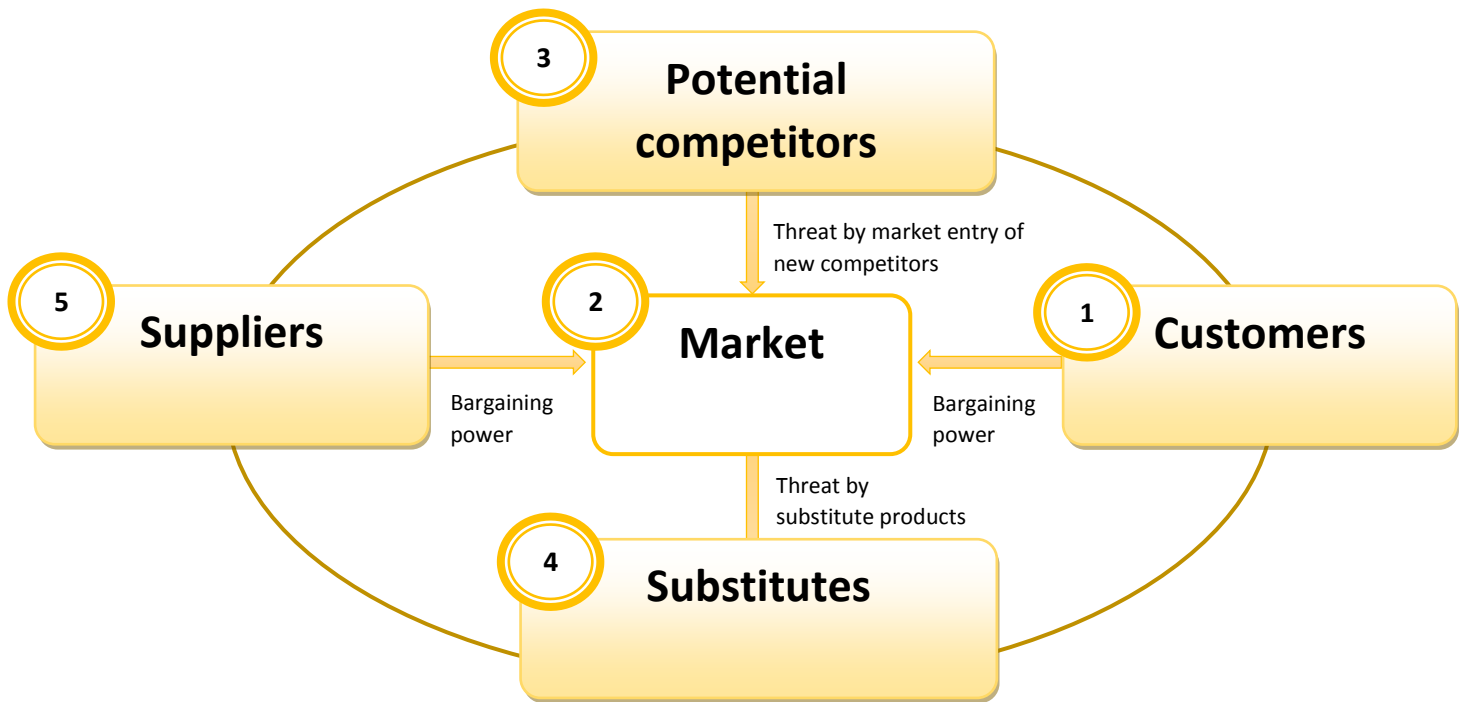 3
Potential
competitors
Threat by market entry of
new competitors
5
Suppliers
2
Market
1
Customers
Bargaining
power
Bargaining
power
Threat by
substitute products
4
Substitutes